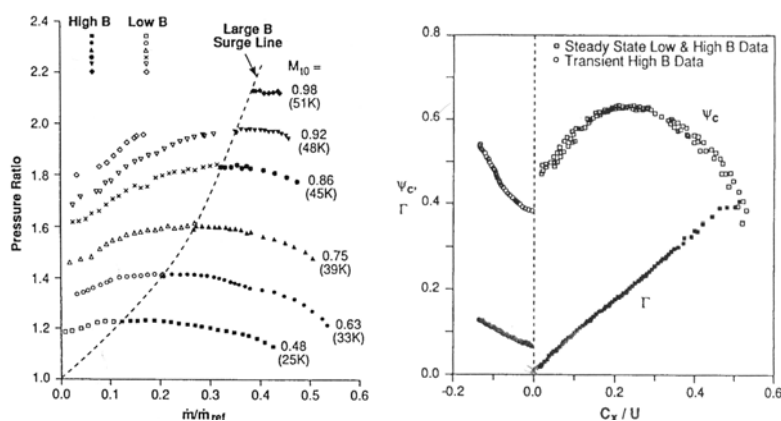 High B Low B
Large B
Surge Line
M10 =
0.98
(51K)
0.92
(48K)
0.86
(45K)
0.75
(39K)
0.63
(33K)
0.48
(25K)
2.4
2.2
2.0
1.8
1.6
1.4
1.2
1.0
Pressure Ratio
0.0 0.1 0.2 0.3 0.4 0.5 0.6
ṁ/ṁref
Steady State Low & High B Data
Transient High B Data
ψc
Γ
0.8
0.6
0.4
0.2
0.0
ψc,
Γ
-0.2 0.0 0.2 0.4 0.6
Cx / U